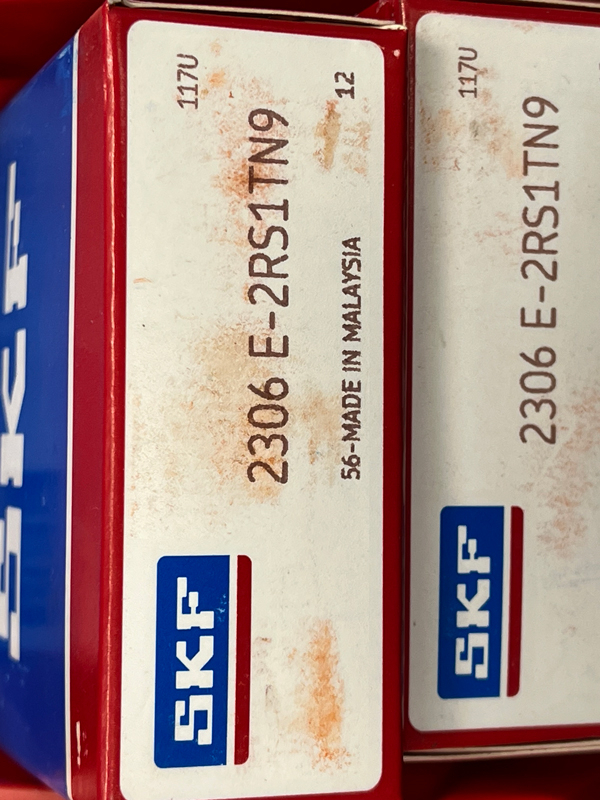 SKF
117U
12
2306 E-2RS1TN9
56-MADE IN MALAYSIA
SKF
117U
2306 E-2RS1TN9
SKF